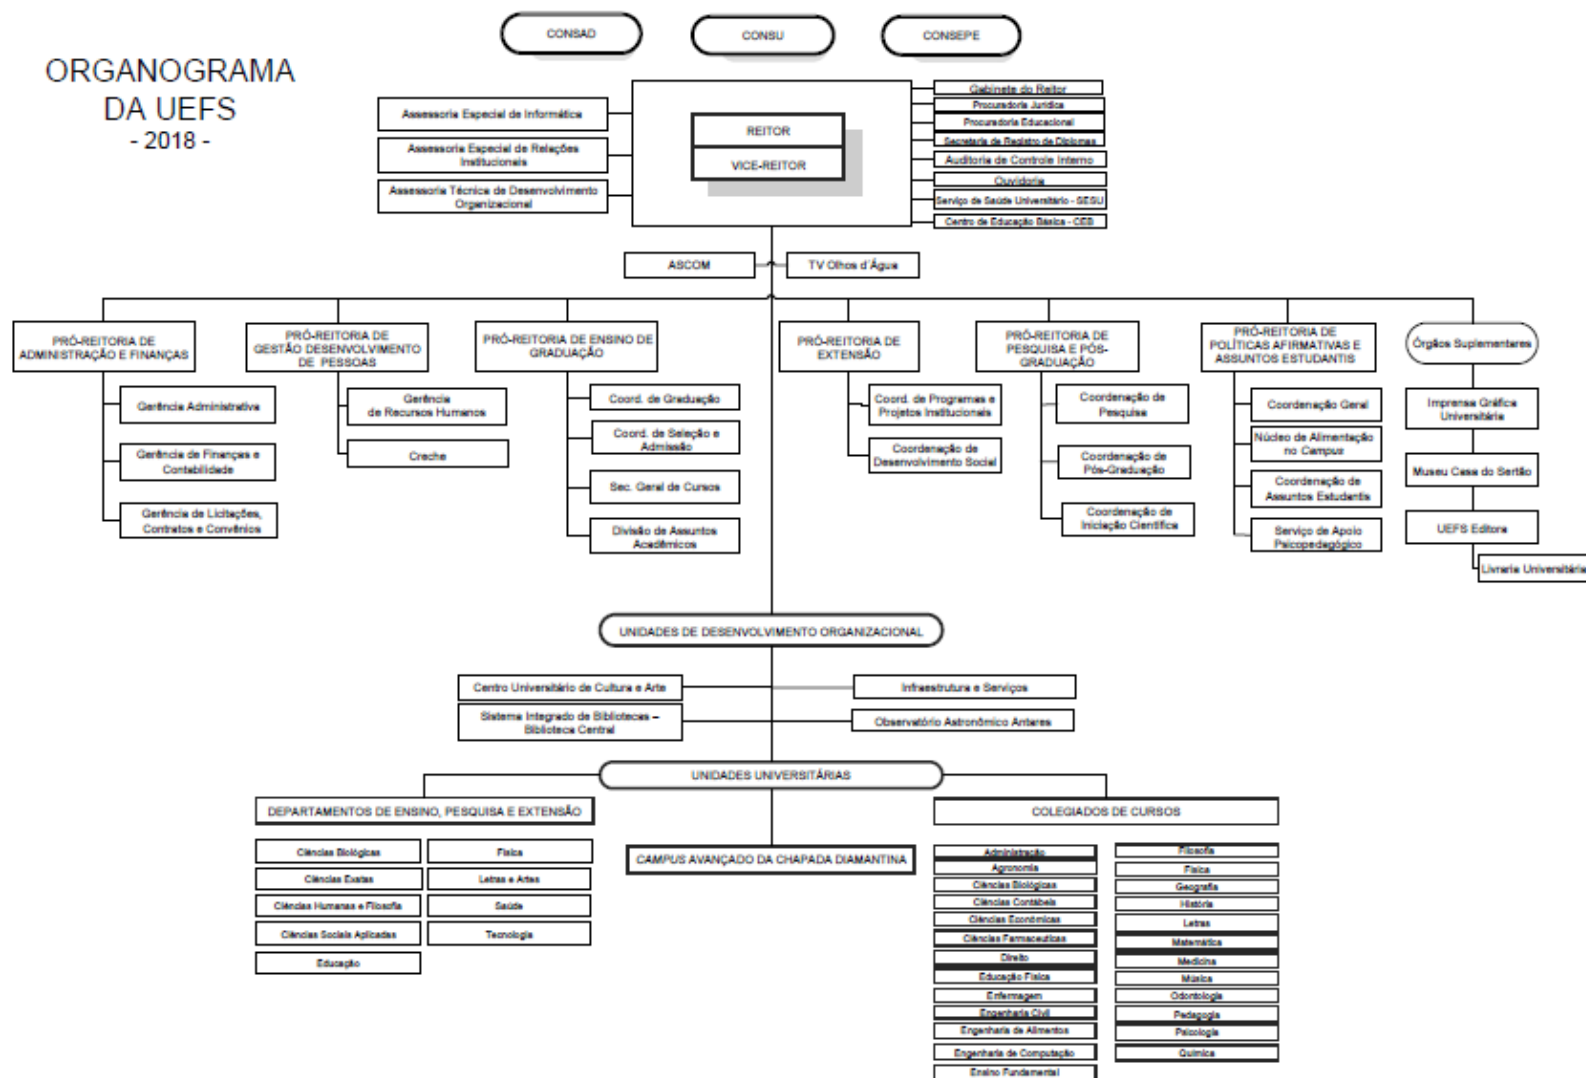 ORGANOGRAMA
DA UEFS
- 2018 -
CONSAD
CONSU
CONSEPE
Assessoria Especial de Informática
Assessoria Especial de Relações
Institucionais
Assessoria Técnica de Desenvolvimento
Organizacional
REITOR
VICE-REITOR
Gabinete do Reitor
Procuradoria Jurídica
Procuradoria Educacional
Secretaria de Registro de Diplomas
Auditoria de Controle Interno
Ouvidoria
Serviço de Saúde Universitário - SESU
Centro de Educação Básica - CEB
ASCOM
TV Olhos d´Água
PRÓ-REITORIA DE
ADMINISTRAÇÃO E FINANÇAS
Gerência Administrativa
Gerência de Finanças e
Contabilidade
Gerência de Licitações,
Contratos e Convênios
PRÓ-REITORIA DE
GESTÃO DESENVOLVIMENTO
DE PESSOAS
Gerência
de Recursos Humanos
Creche
PRÓ-REITORIA DE ENSINO DE
GRADUAÇÃO
Coord. de Graduação
Coord. de Seleção e
Admissão
Sec. Geral de Cursos
Divisão de Assuntos
Acadêmicos
PRÓ-REITORIA DE
EXTENSÃO
Coord. de Programas e
Projetos Institucionais
Coordenação de
Desenvolvimento Social
PRÓ-REITORIA DE
PESQUISA E PÓS-
GRADUAÇÃO
Coordenação de
Pesquisa
Coordenação de
Pós-Graduação
Coordenação de
Iniciação Científica
PRÓ-REITORIA DE
POLÍTICAS AFIRMATIVAS E
ASSUNTOS ESTUDANTIS
Coordenação Geral
Núcleo de Alimentação
no Campus
Coordenação de
Assuntos Estudantis
Serviço de Apoio
Psicopedagógico
Órgãos Suplementares
Imprensa Gráfica
Universitária
Museu Casa do Sertão
UEFS Editora
Livraria Universitária
UNIDADES DE DESENVOLVIMENTO ORGANIZACIONAL
Centro Universitário de Cultura e Arte
Infraestrutura e Serviços
Sistema Integrado de Bibliotecas –
Biblioteca Central
Observatório Astronômico Antares
UNIDADES UNIVERSITÁRIAS
DEPARTAMENTOS DE ENSINO, PESQUISA E EXTENSÃO
Ciências Biológicas
Ciências Exatas
Ciências Humanas e Filosofia
Ciências Sociais Aplicadas
Educação
Física
Letras e Artes
Saúde
Tecnologia
CAMPUS AVANÇADO DA CHAPADA DIAMANTINA
COLEGIADOS DE CURSOS
Administração
Agronomia
Ciências Biológicas
Ciências Contábeis
Ciências Econômicas
Ciências Farmaceuticas
Direito
Educação Física
Enfermagem
Engenharia Civil
Engenharia de Alimentos
Engenharia de Computação
Ensino Fundamental
Filosofia
Física
Geografia
História
Letras
Matemática
Medicina
Música
Odontologia
Pedagogia
Psicologia
Química